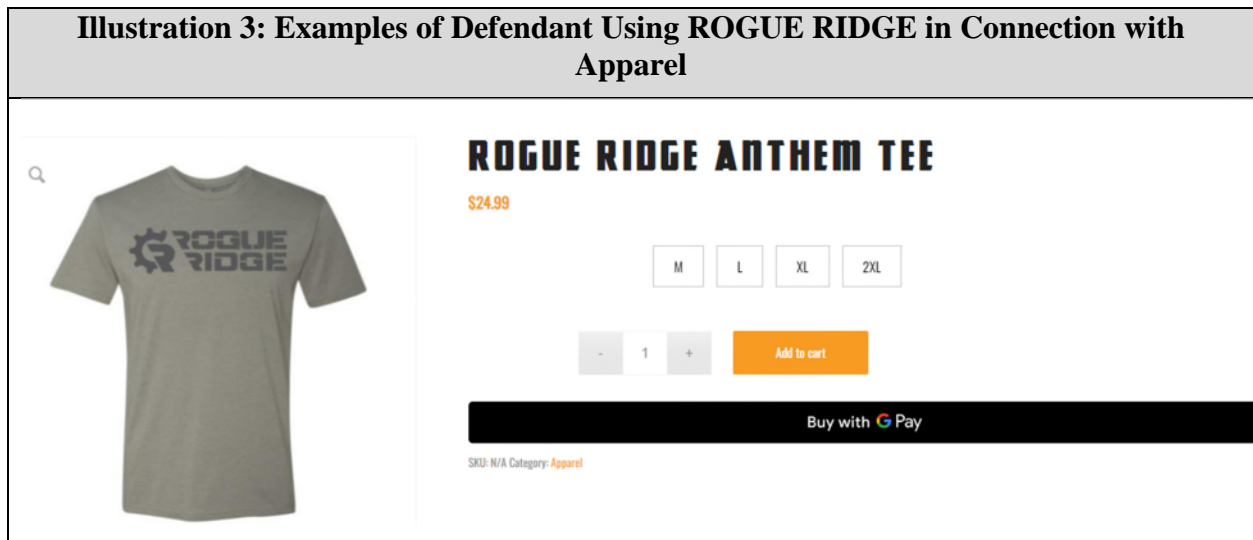 Illustration 3: Examples of Defendant Using ROGUE RIDGE in Connection with
Apparel
ROGUE RIDGE ANTHEM TEE
$24.99
ROGUE
RIDGE
M L XL 2XL
- 1 + Add to cart
Buy with G Pay
SKU: N/A Category: Apparel